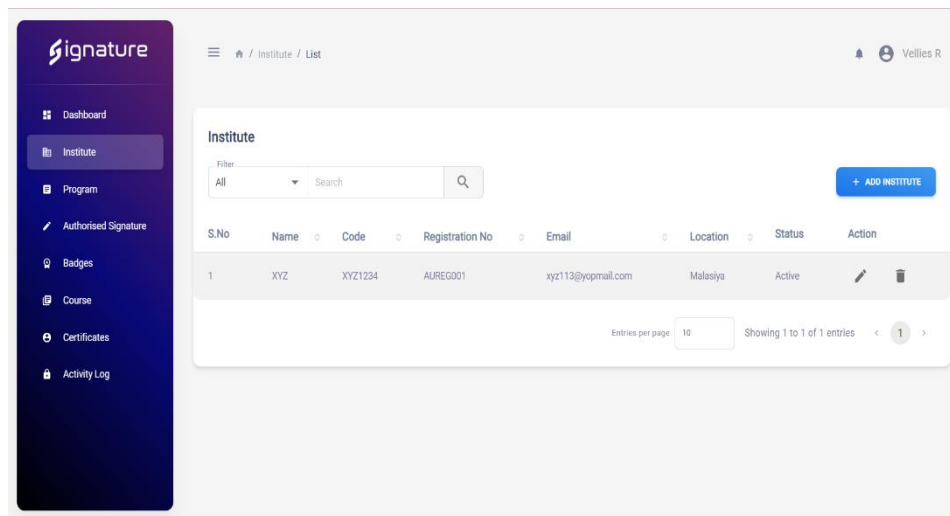 Signature
Dashboard
Institute
Program
Authorised Signature
Badges
Course
Certificates
Activity Log
/ Institute / List
Vellies R
Institute
Filter
All Search
+ ADD INSTITUTE
S.No Name Code Registration No Email Location Status Action
1 XYZ XYZ1234 AUREG001 xyz113@yopmail.com Malasiya Active
Entries per page 10 Showing 1 to 1 of 1 entries < 1 >